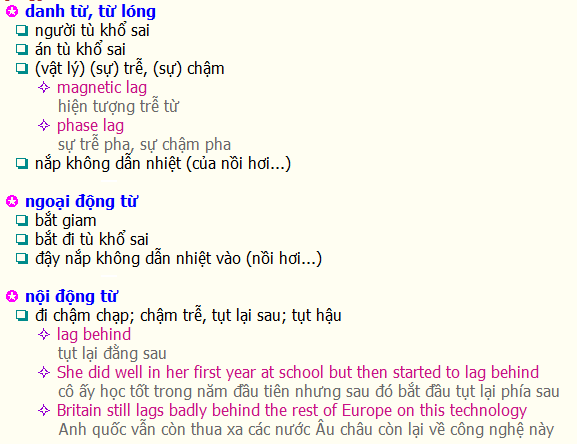 danh từ, từ lóng
người tù khổ sai
án tù khổ sai
(vật lý) (sự) trễ, (sự) chậm
magnetic lag
hiện tượng trễ từ
phase lag
sự trễ pha, sự chậm pha
nắp không dẫn nhiệt (của nồi hơi...)
ngoại động từ
bắt giam
bắt đi tù khổ sai
đậy nắp không dẫn nhiệt vào (nồi hơi...)
nội động từ
đi chậm chạp; chậm trễ, tụt lại sau; tụt hậu
lag behind
tụt lại đằng sau
She did well in her first year at school but then started to lag behind
cô ấy học tốt trong năm đầu tiên nhưng sau đó bắt đầu tụt lại phía sau
Britain still lags badly behind the rest of Europe on this technology
Anh quốc vẫn còn thua xa các nước Âu châu còn lại về công nghệ này